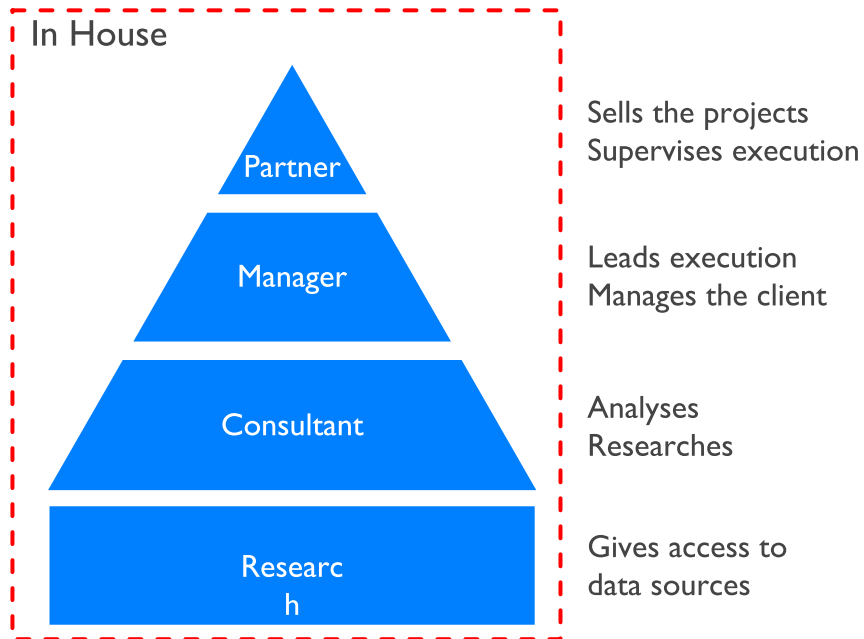 In House
Partner
Sells the projects
Supervises execution
Manager
Leads execution
Manages the client
Consultant
Analyses
Researches
Researc
h
Gives access to
data sources